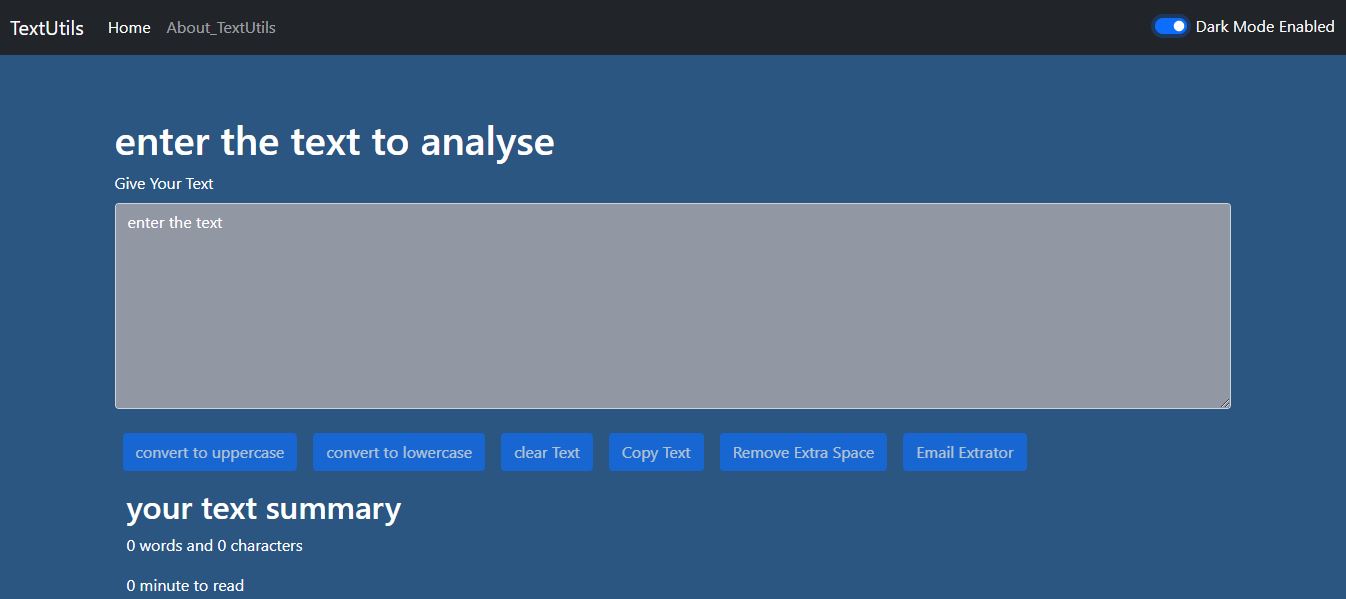 TextUtils Home About_TextUtils Dark Mode Enabled
enter the text to analyse
Give Your Text
enter the text
convert to uppercase convert to lowercase clear Text Copy Text Remove Extra Space Email Extrator
your text summary
0 words and 0 characters
0 minute to read